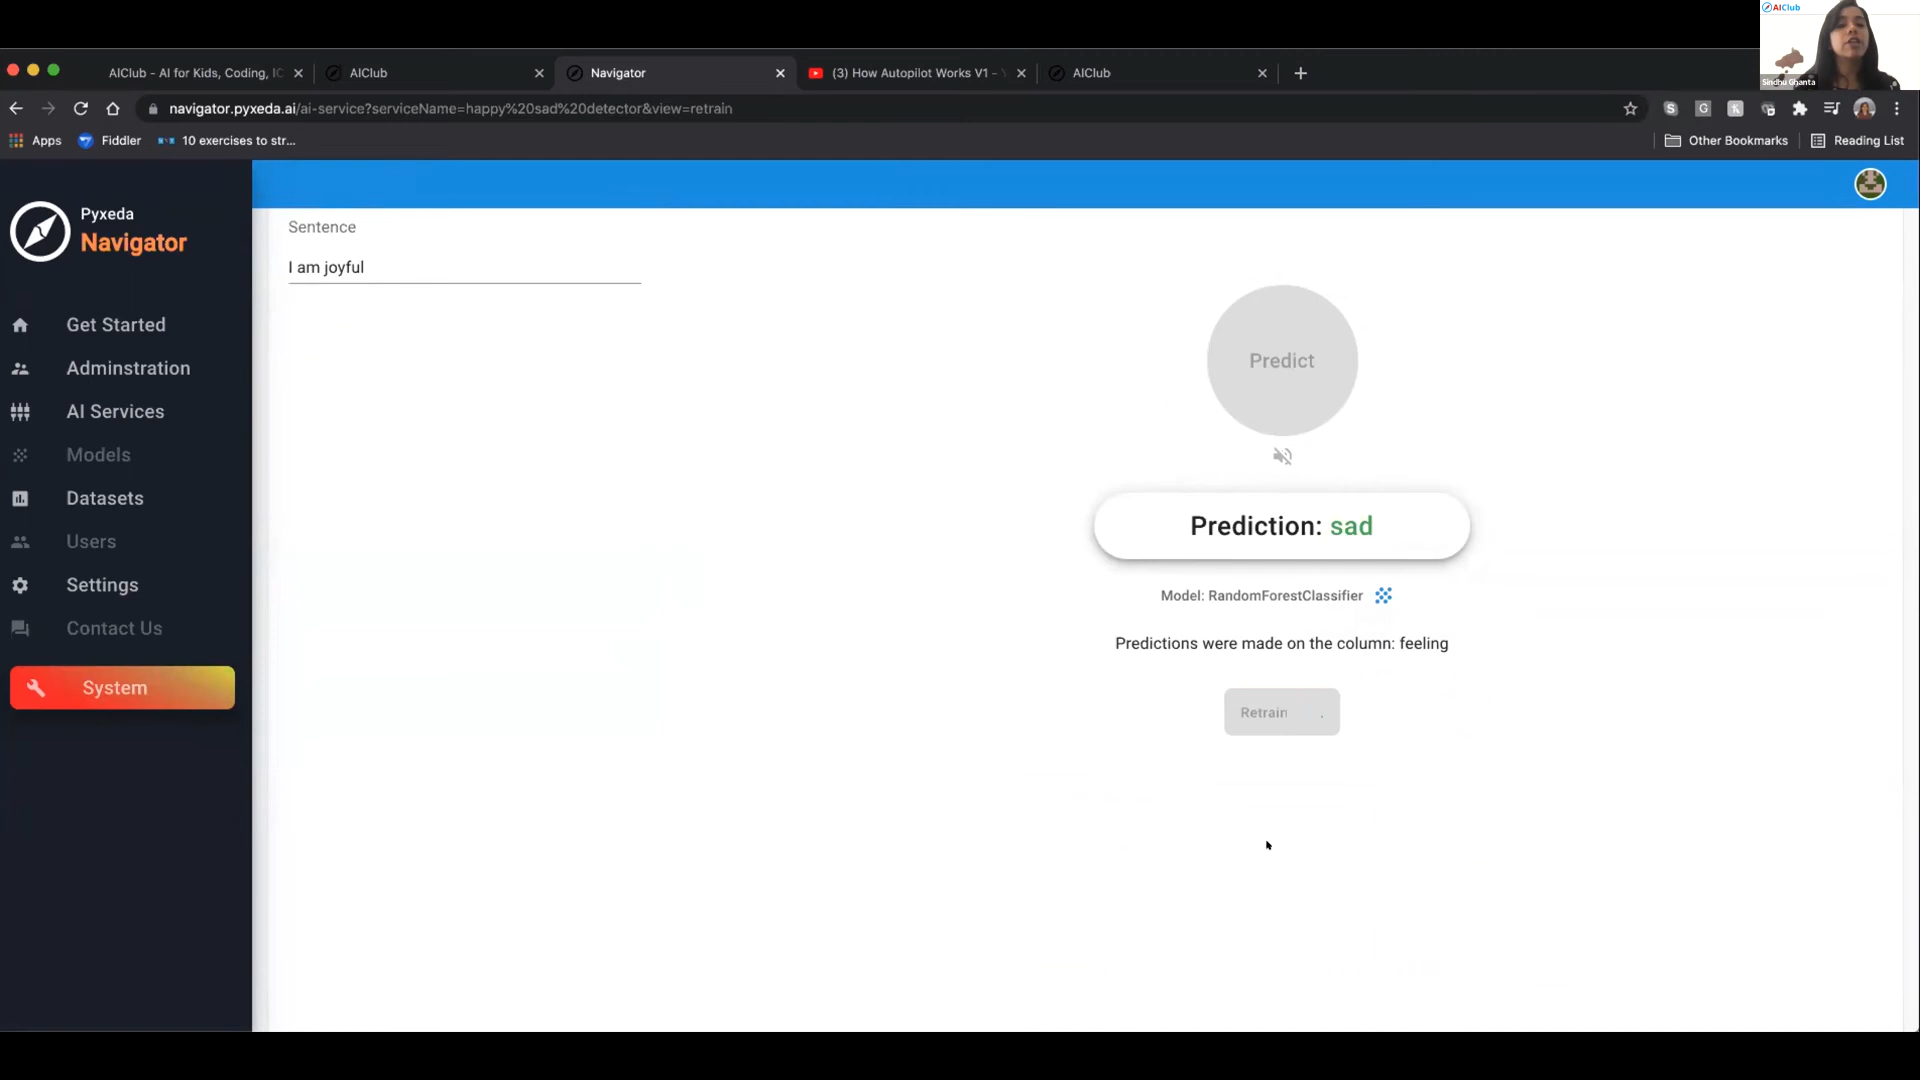 AIClub
Sindhu Ghanta
AIClub - AI for Kids, Coding, IC
AIClub
Navigator
(3) How Autopilot Works V1 -
AIClub
navigator.pyxeda.ai/ai-service?serviceName=happy%20sad%20detector&view=retrain
Apps
Fiddler
10 exercises to str...
Other Bookmarks
Reading List
Pyxeda
Navigator
Get Started
Adminstration
AI Services
Models
Datasets
Users
Settings
Contact Us
System
Sentence
I am joyful
Predict
Prediction: sad
Model: RandomForestClassifier
Predictions were made on the column: feeling
Retrain .